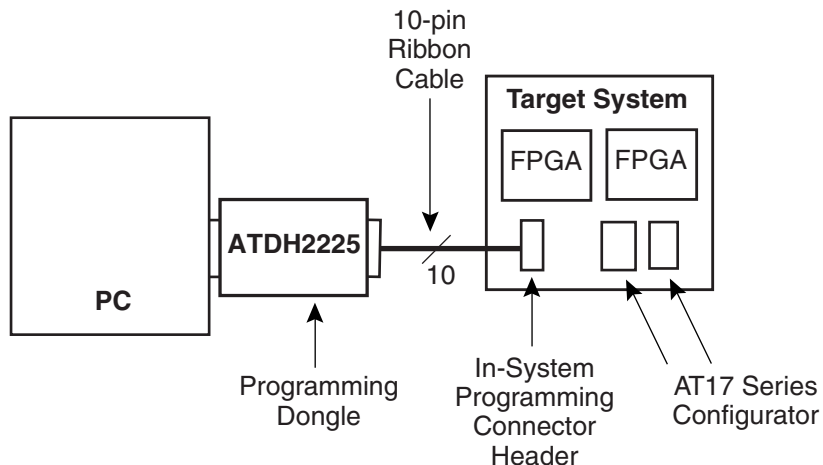 10-pin
Ribbon
Cable
Target System
FPGA
FPGA
ATDH2225
10
PC
Programming
Dongle
In-System
Programming
Connector
Header
AT17 Series
Configurator